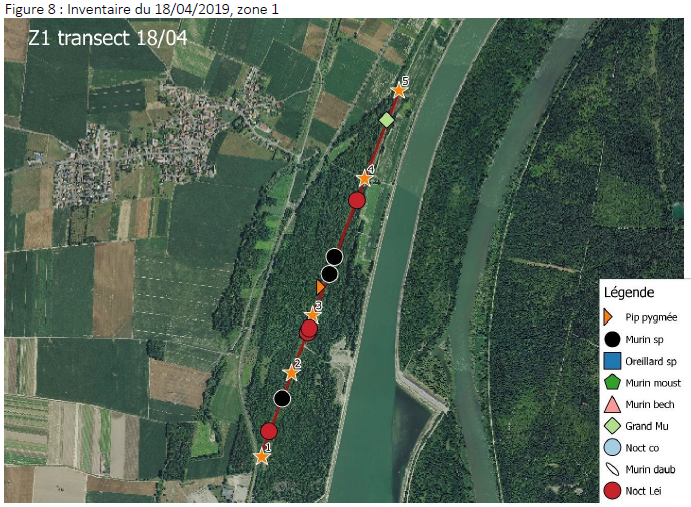 Figure 8 : Inventaire du 18/04/2019, zone 1
Z1 transect 18/04
5
4
3
2
1
Légende
Pip pygmée
Murin sp
Oreillard sp
Murin moust
Murin bech
Grand Mu
Noct co
Murin daub
Noct Lei